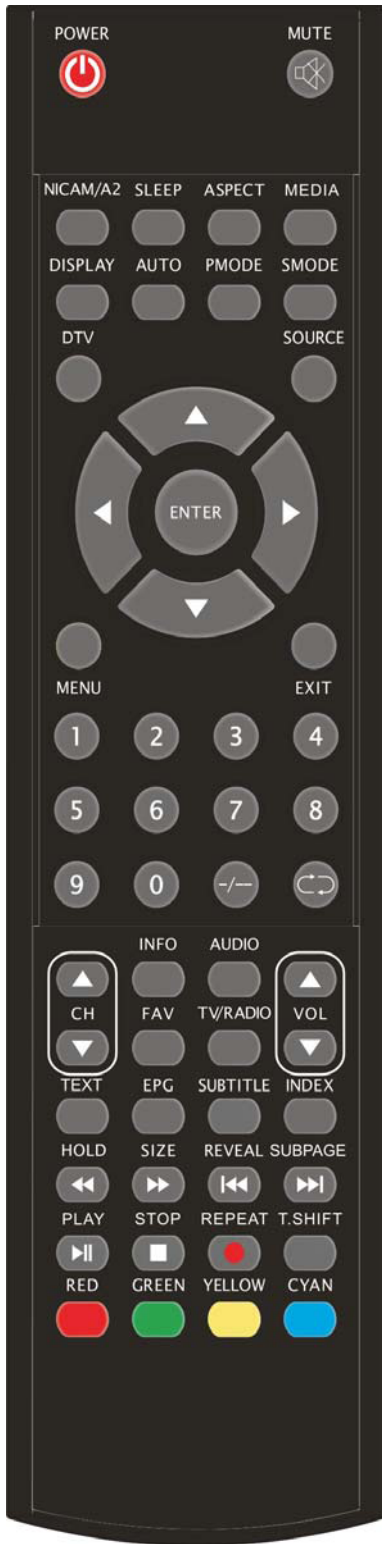 POWER MUTE
NICAM/A2 SLEEP ASPECT MEDIA
DISPLAY AUTO PMODE SMODE
DTV SOURCE
ENTER
MENU EXIT
1 2 3 4
5 6 7 8
9 0 -/--
INFO AUDIO
CH FAV TV/RADIO VOL
TEXT EPG SUBTITLE INDEX
HOLD SIZE REVEAL SUBPAGE
PLAY STOP REPEAT T.SHIFT
RED GREEN YELLOW CYAN